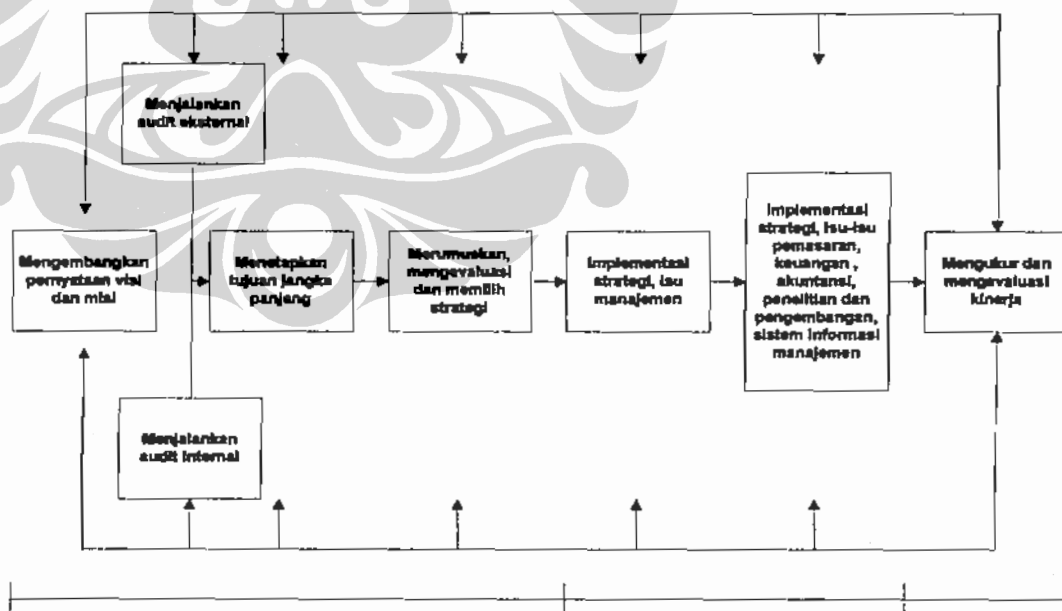 Menjalankan
audit eksternal
Mengembangkan
pernyataan visi
dan misi
Menetapkan
tujuan jangka
panjang
Merumuskan,
mengevaluasi
dan memilih
strategi
Implementasi
strategi, isu
manajemen
Implementasi
strategi, isu-isu
pemasaran,
keuangan ,
akuntansi,
penelitian dan
pengembangan,
sistem informasi
manajemen
Mengukur dan
mengevaluasi
kinerja
Menjalankan
audit internal